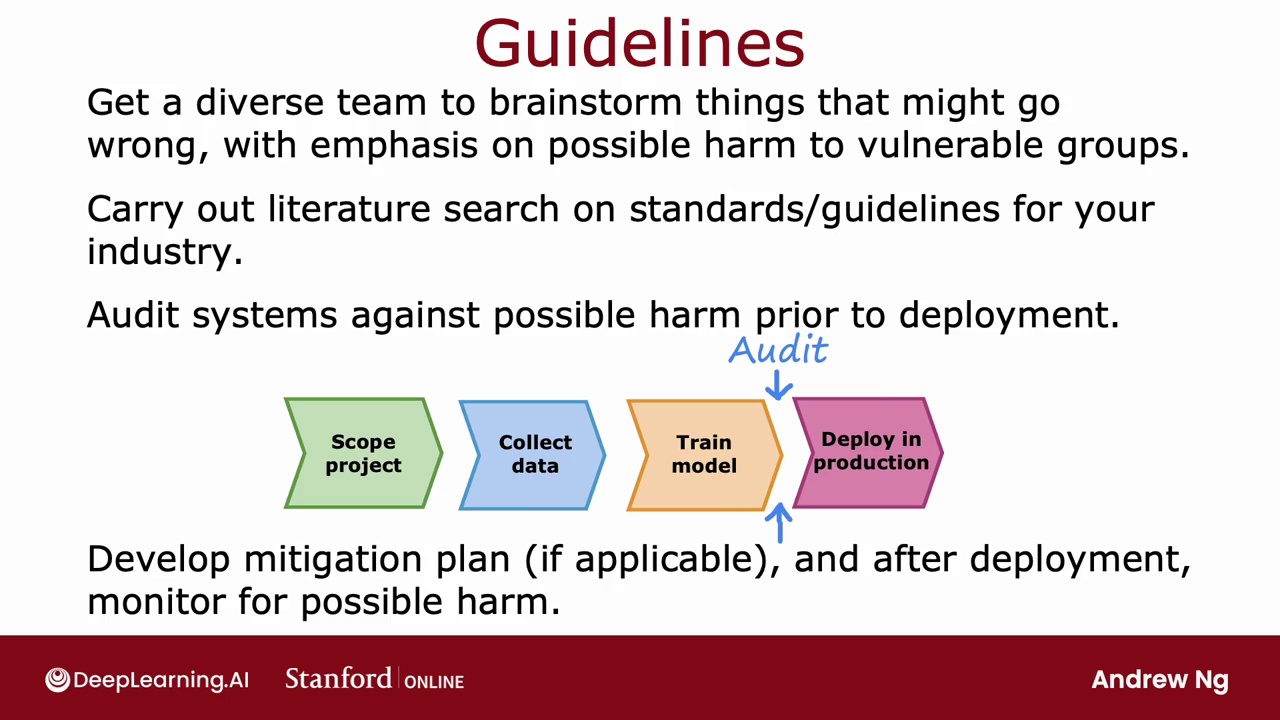 Guidelines
Get a diverse team to brainstorm things that might go
wrong, with emphasis on possible harm to vulnerable groups.
Carry out literature search on standards/guidelines for your
industry.
Audit systems against possible harm prior to deployment.
Audit
Scope
project
Collect
data
Train
model
Deploy in
production
Develop mitigation plan (if applicable), and after deployment,
monitor for possible harm.
DeepLearning.AI
Stanford ONLINE
Andrew Ng